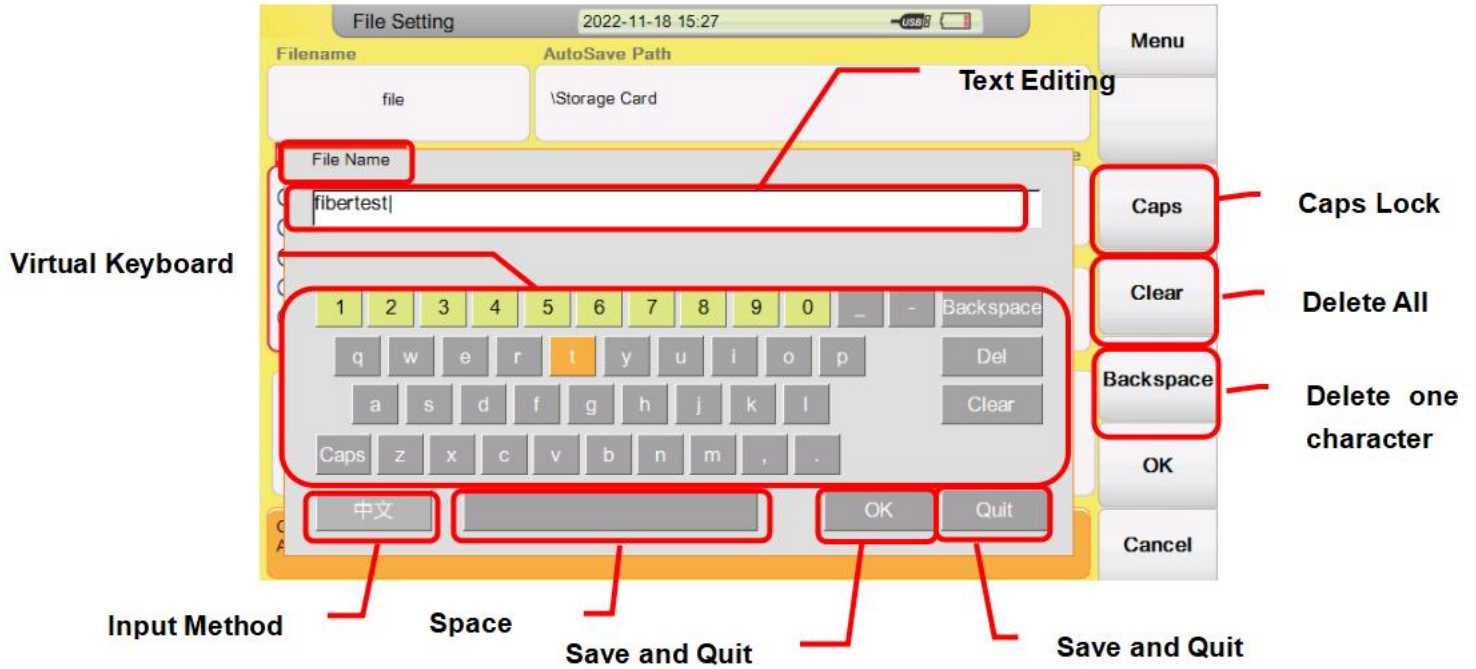 File Setting
2022-11-18 15:27
USB
Menu
Filename
AutoSave Path
Text Editing
file
\Storage Card
File Name
fibertest
Caps
Caps Lock
Virtual Keyboard
Clear
Delete All
1 2 3 4 5 6 7 8 9 0 _ - Backspace
q w e r t y u i o p Del
Backspace
Delete one
character
a s d f g h j k l Clear
Caps z x c v b n m , .
OK
中文 OK Quit
Cancel
Input Method
Space
Save and Quit
Save and Quit